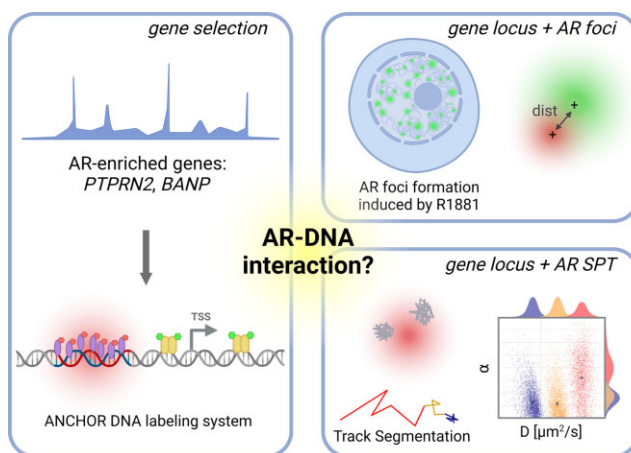 gene selection
AR-enriched genes:
PTPRN2, BANP
TSS
ANCHOR DNA labeling system
AR-DNA
interaction?
gene locus + AR foci
dist
AR foci formation
induced by R1881
gene locus + AR SPT
α
Track Segmentation
D [μm²/s]